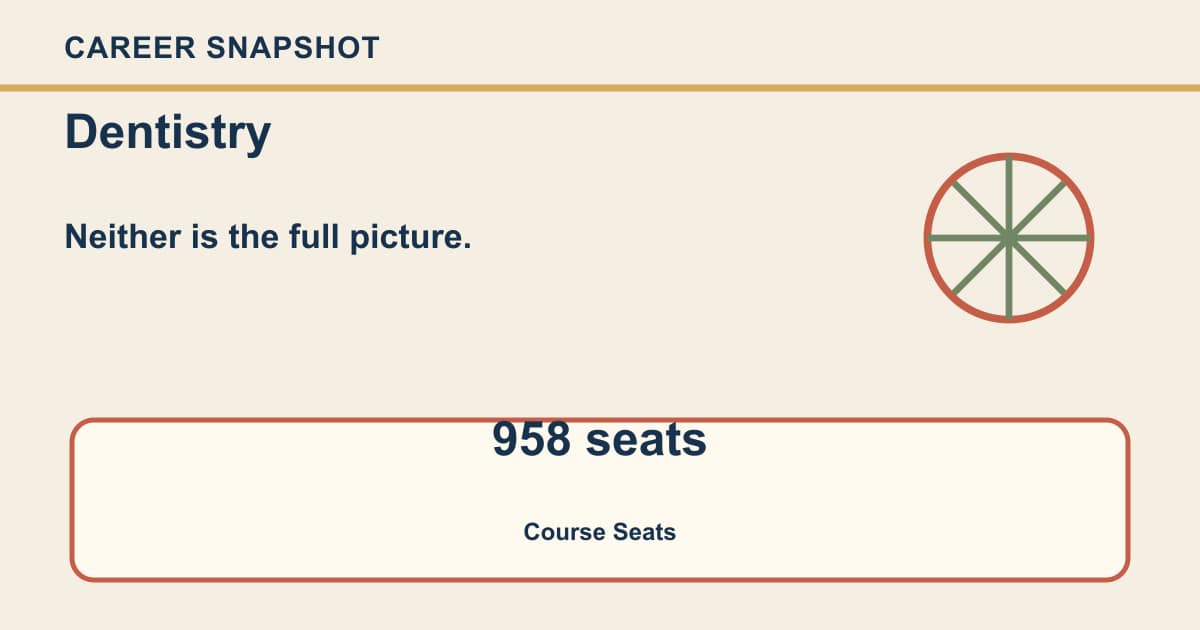 CAREER SNAPSHOT
Dentistry
Neither is the full picture.
958 seats
Course Seats